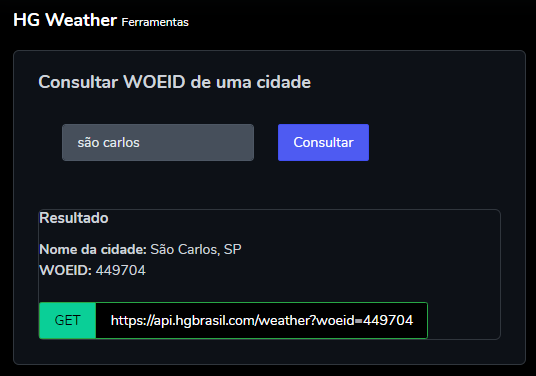 HG Weather Ferramentas
Consultar WOEID de uma cidade
são carlos Consultar
Resultado
Nome da cidade: São Carlos, SP
WOEID: 449704
GET https://api.hgbrasil.com/weather?woeid=449704